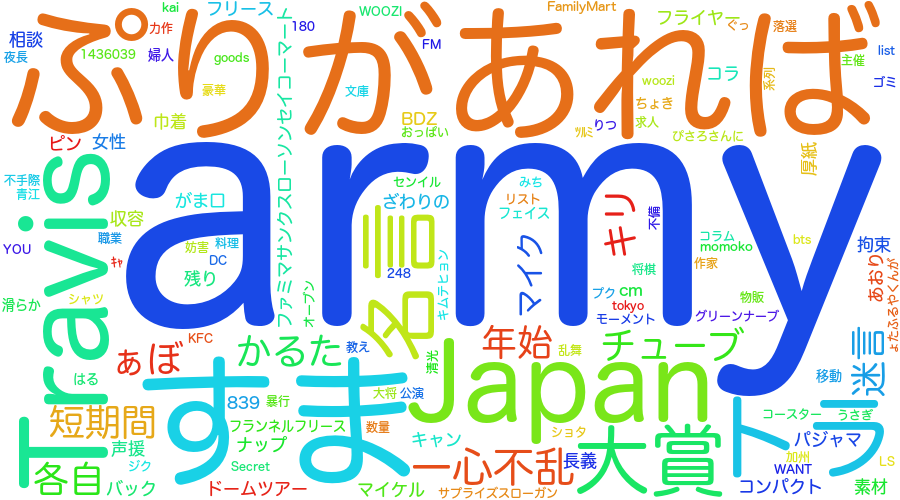 kai
フリース
相談
力作
夜長
1436039
婦人
goods
豪華
巾着
ピン
女性
180
WOOZI
FM
文庫
BDZ
おっぱい
FamilyMart
フライヤー
ぐっ
落選
主催
list
系列
ゴミ
コラ
woozi
ちょき
ﾂﾙﾐ
りつ
求人
ぴさろさんに
厚紙
ぷりがあれば
ファミマサンクスローソンセイコーマート
army
不手際
青江
Travis
収容
がま口
職業
妨害
料理
YOU
DC
ｷｬ
残り
滑らか
シャツ
センイル
ざわりの
みち
リスト
フェイス
キリ
不備
名言
248
キムテヒョン
マイク
オープン
将棋
コラム
momoko
作家
bts
拘束
あおり
ょたふるやくんが
プク
cm
tokyo
モーメント
物販
グリーンナーブ
KFC
ぁぼ
かるた
教え
清光
年始
乱舞
チューブ
迷言
はる
すま
大将
公演
Japan
移動
短期間
839
暴行
フランネルフリース
数量
トラ
コースター
うさぎ
声援
ジク
ナップ
キャン
ショタ
大賞
パジャマ
各自
バック
Secret
一心不乱
長義
加州
WANT
LS
ドームツアー
マイケル
サプライズスローガン
コンパクト
素材